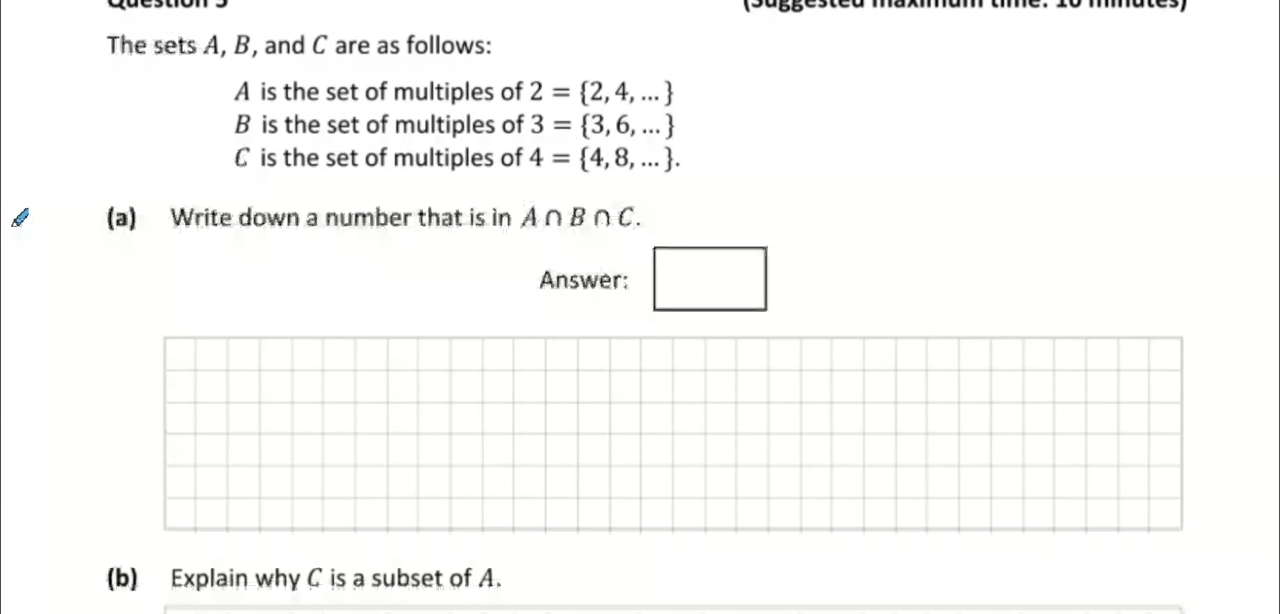 The sets A, B, and C are as follows:
A is the set of multiples of 2 = {2, 4, ... }
B is the set of multiples of 3 = {3, 6, ... }
C is the set of multiples of 4 = {4, 8, ... }.
(a) Write down a number that is in A ∩ B ∩ C.
Answer:
(b) Explain why C is a subset of A.